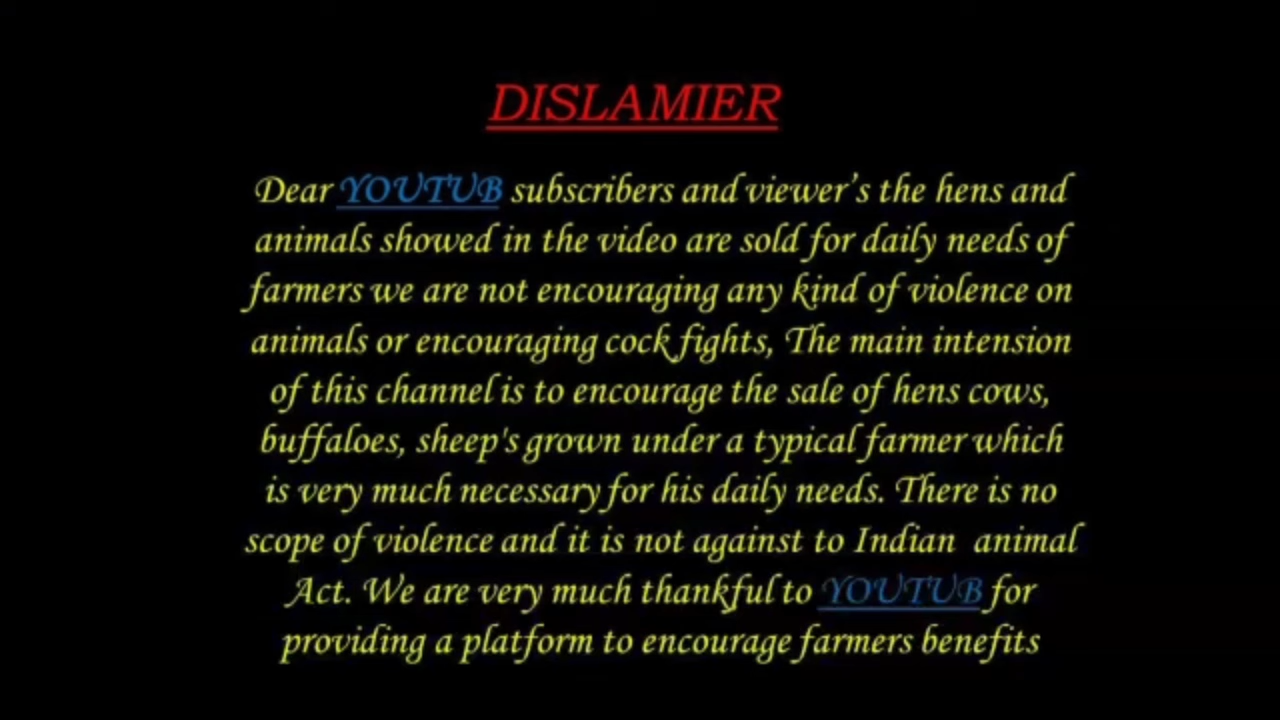 DISLAMIER
Dear YOUTUB subscribers and viewer's the hens and
animals showed in the video are sold for daily needs of
farmers we are not encouraging any kind of violence on
animals or encouraging cock fights, The main intension
of this channel is to encourage the sale of hens cows,
buffaloes, sheep's grown under a typical farmer which
is very much necessary for his daily needs. There is no
scope of violence and it is not against to Indian animal
Act. We are very much thankful to YOUTUB for
providing a platform to encourage farmers benefits